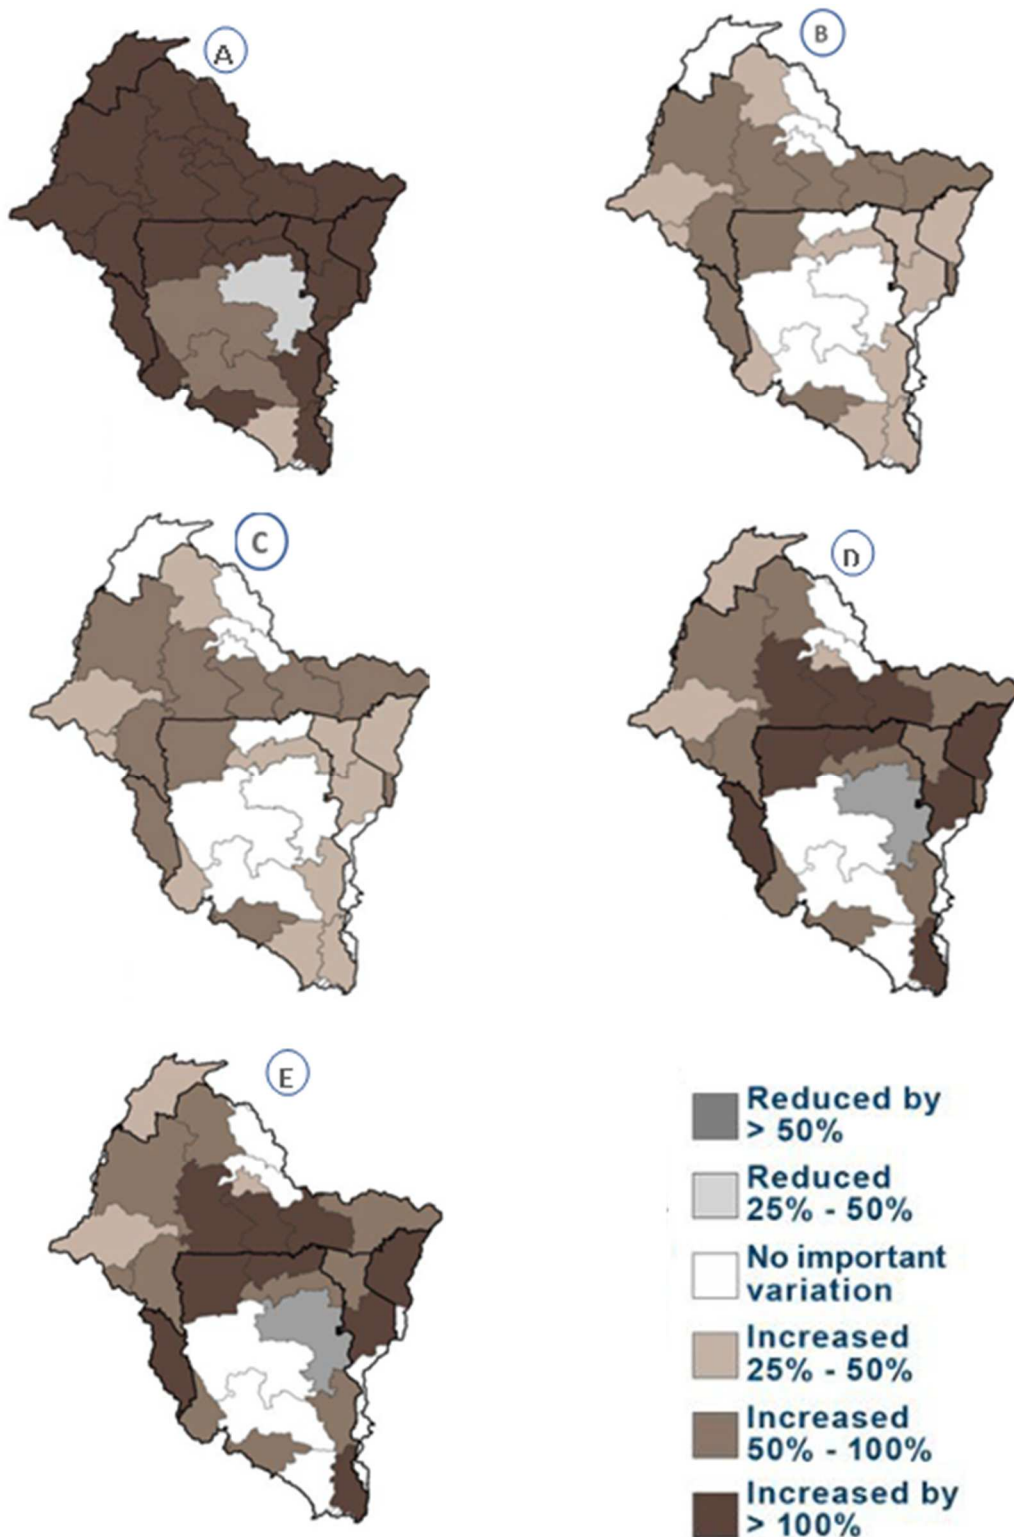 A
B
C
D
E
Reduced by
> 50%
Reduced
25% - 50%
No important
variation
Increased
25% - 50%
Increased
50% - 100%
Increased by
> 100%